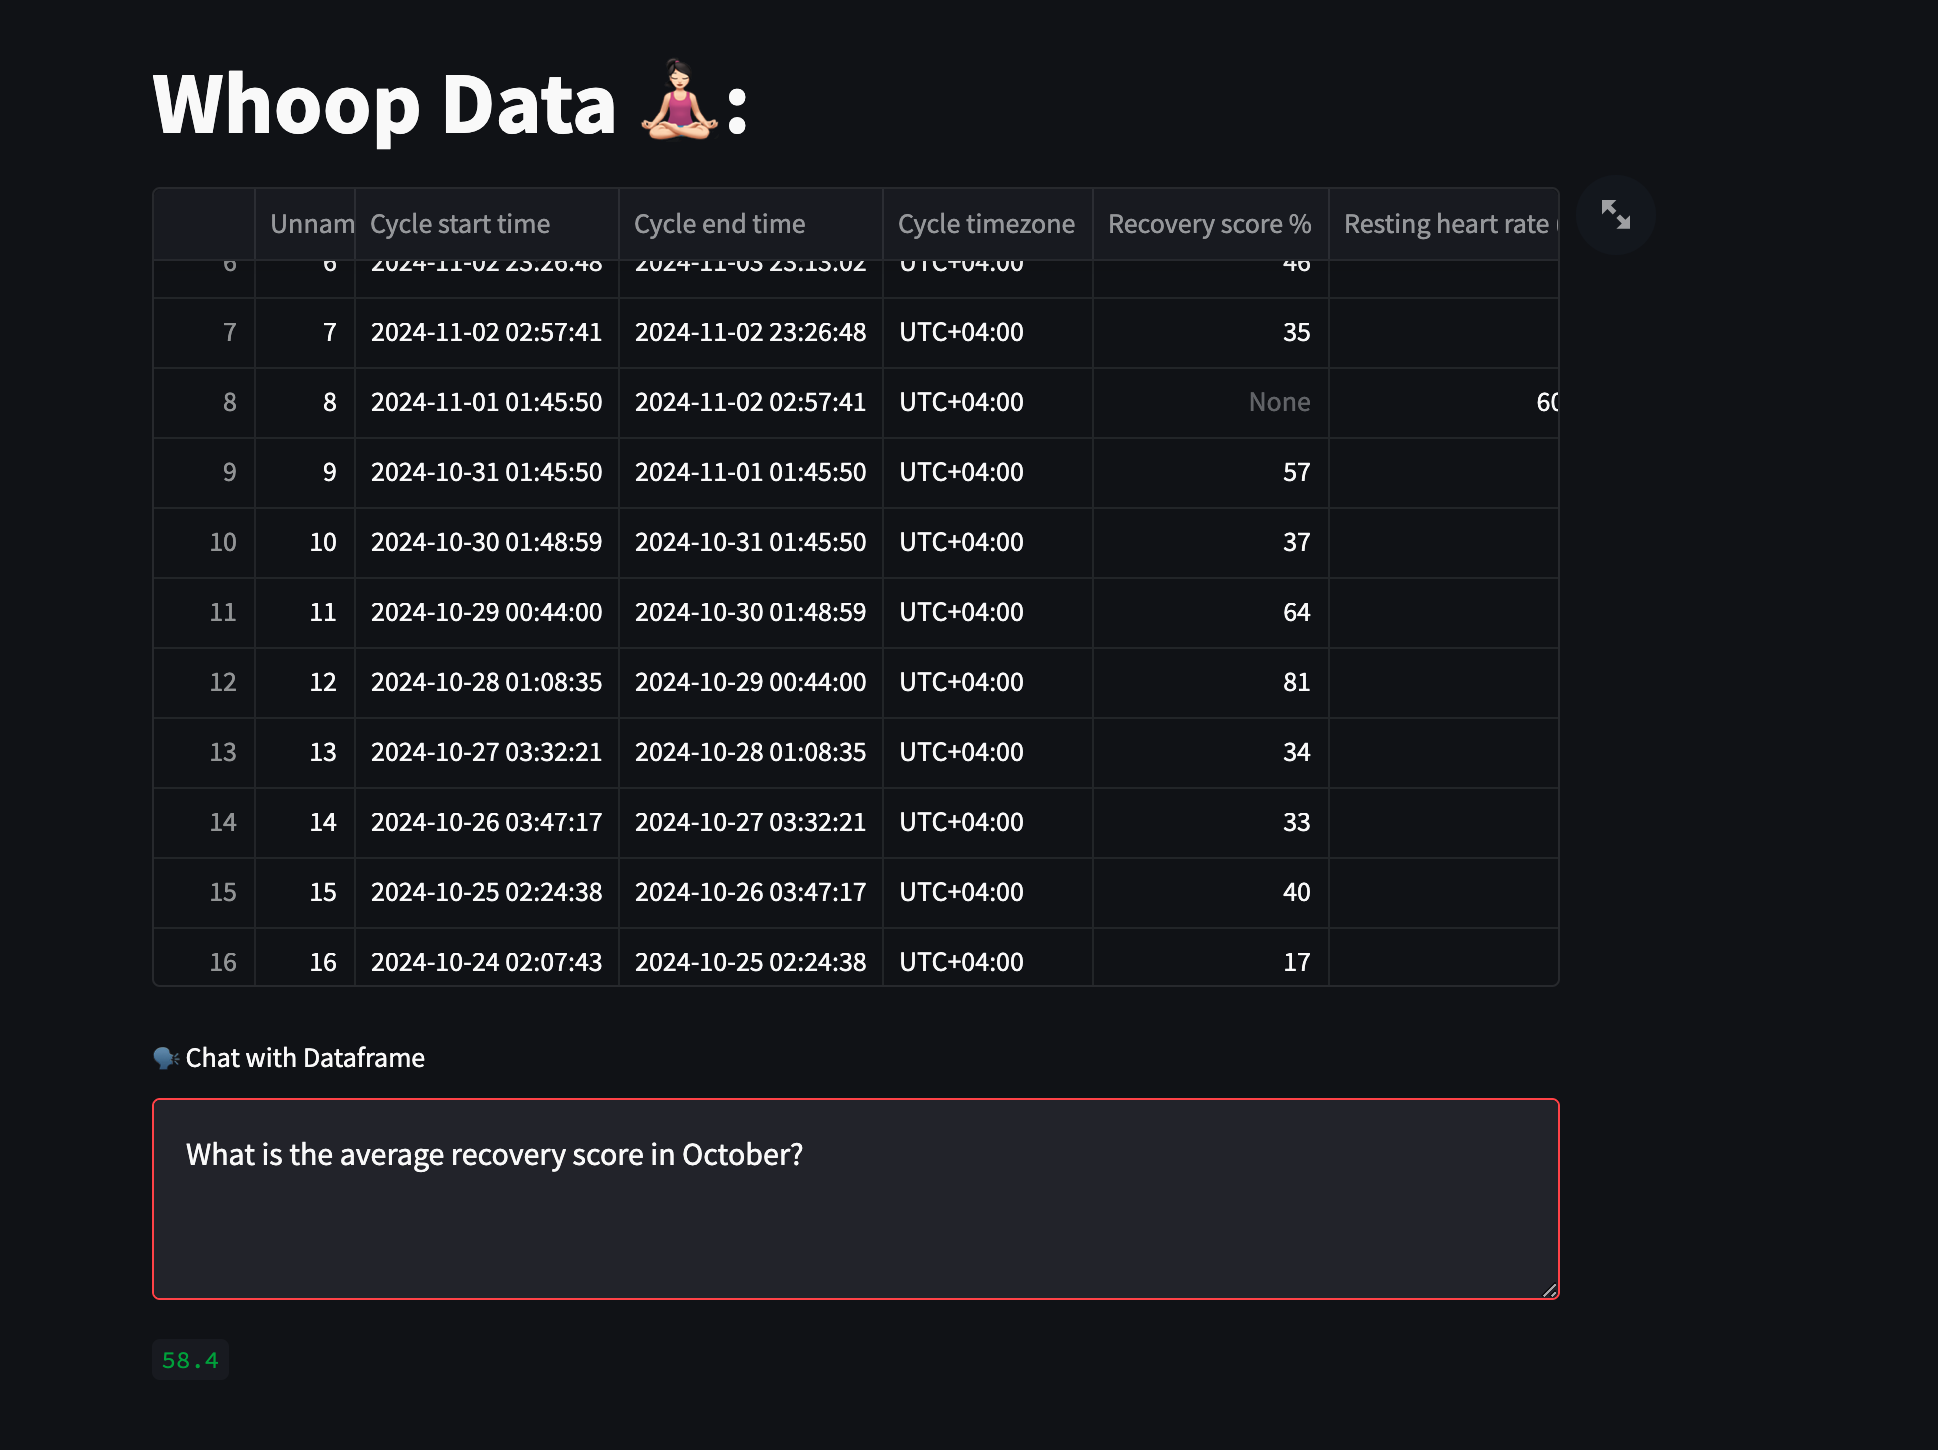 Whoop Data 🧘🏻‍♀️:
Unnam Cycle start time Cycle end time Cycle timezone Recovery score % Resting heart rate (
6 6 2024-11-02 23:26:48 2024-11-03 23:13:02 UTC+04:00 46
7 7 2024-11-02 02:57:41 2024-11-02 23:26:48 UTC+04:00 35
8 8 2024-11-01 01:45:50 2024-11-02 02:57:41 UTC+04:00 None 60
9 9 2024-10-31 01:45:50 2024-11-01 01:45:50 UTC+04:00 57
10 10 2024-10-30 01:48:59 2024-10-31 01:45:50 UTC+04:00 37
11 11 2024-10-29 00:44:00 2024-10-30 01:48:59 UTC+04:00 64
12 12 2024-10-28 01:08:35 2024-10-29 00:44:00 UTC+04:00 81
13 13 2024-10-27 03:32:21 2024-10-28 01:08:35 UTC+04:00 34
14 14 2024-10-26 03:47:17 2024-10-27 03:32:21 UTC+04:00 33
15 15 2024-10-25 02:24:38 2024-10-26 03:47:17 UTC+04:00 40
16 16 2024-10-24 02:07:43 2024-10-25 02:24:38 UTC+04:00 17
🗣️ Chat with Dataframe
What is the average recovery score in October?
58.4